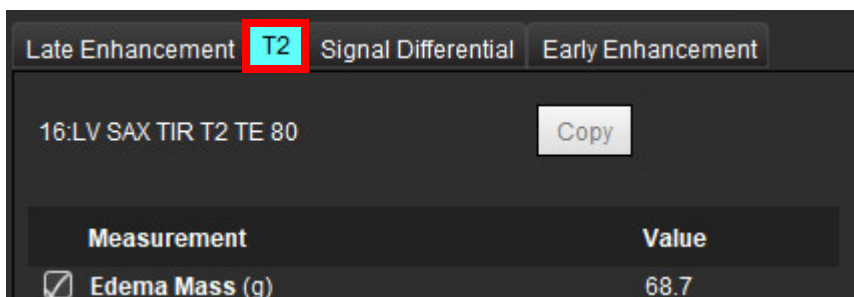 Late Enhancement T2 Signal Differential Early Enhancement
16:LV SAX TIR T2 TE 80 Copy
Measurement Value
Edema Mass (g) 68.7